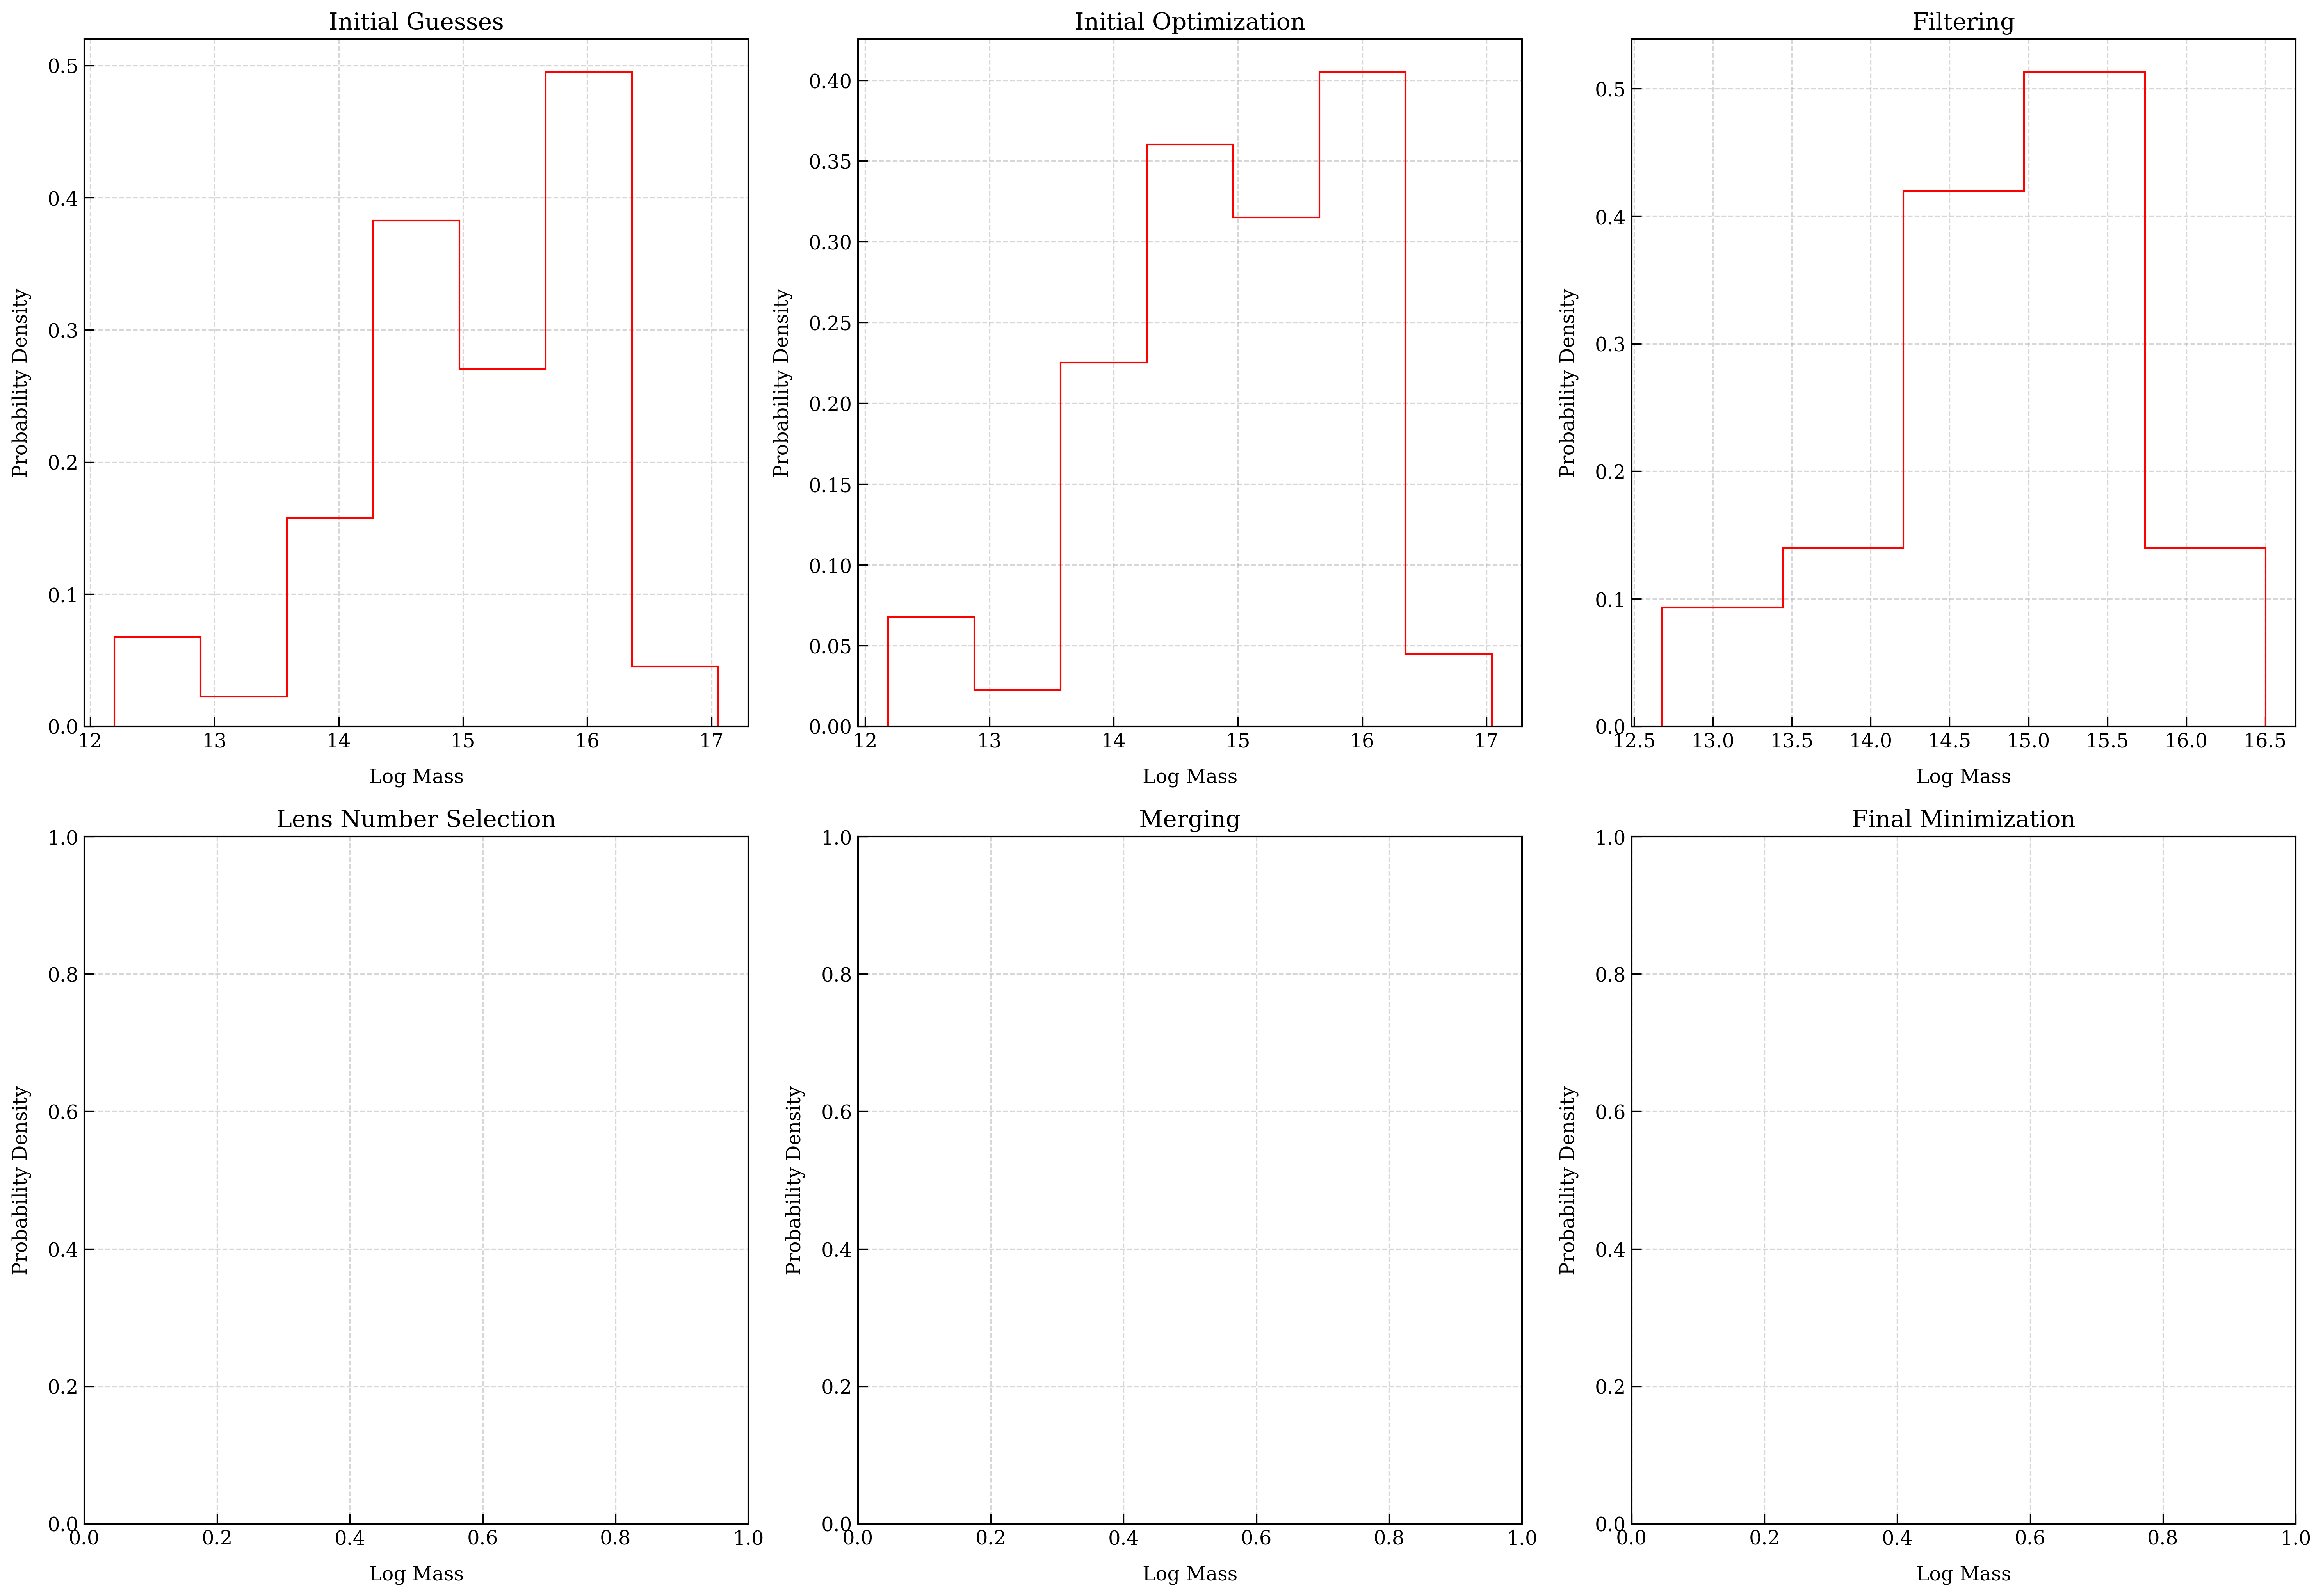 Initial Guesses
Probability Density
0.5
0.4
0.3
0.2
0.1
0.0
12 13 14 15 16 17
Log Mass
Initial Optimization
Probability Density
0.40
0.35
0.30
0.25
0.20
0.15
0.10
0.05
0.00
12 13 14 15 16 17
Log Mass
Filtering
Probability Density
0.5
0.4
0.3
0.2
0.1
0.0
12.5 13.0 13.5 14.0 14.5 15.0 15.5 16.0 16.5
Log Mass
Lens Number Selection
Probability Density
1.0
0.8
0.6
0.4
0.2
0.0
0.0 0.2 0.4 0.6 0.8 1.0
Log Mass
Merging
Probability Density
1.0
0.8
0.6
0.4
0.2
0.0
0.0 0.2 0.4 0.6 0.8 1.0
Log Mass
Final Minimization
Probability Density
1.0
0.8
0.6
0.4
0.2
0.0
0.0 0.2 0.4 0.6 0.8 1.0
Log Mass